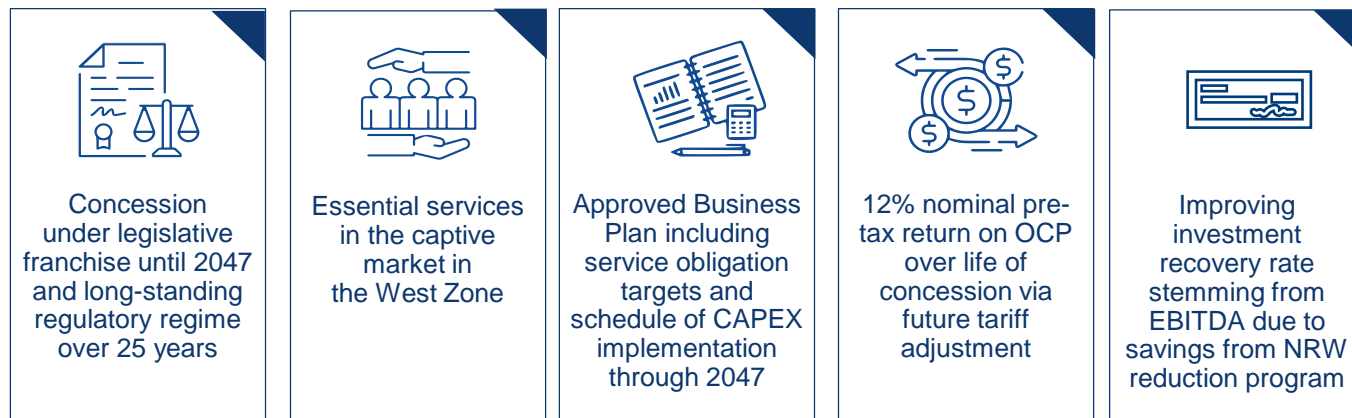 Concession
under legislative
franchise until 2047
and long-standing
regulatory regime
over 25 years
Essential services
in the captive
market in
the West Zone
Approved Business
Plan including
service obligation
targets and
schedule of CAPEX
implementation
through 2047
$
$
$
12% nominal pre-
tax return on OCP
over life of
concession via
future tariff
adjustment
Improving
investment
recovery rate
stemming from
EBITDA due to
savings from NRW
reduction program